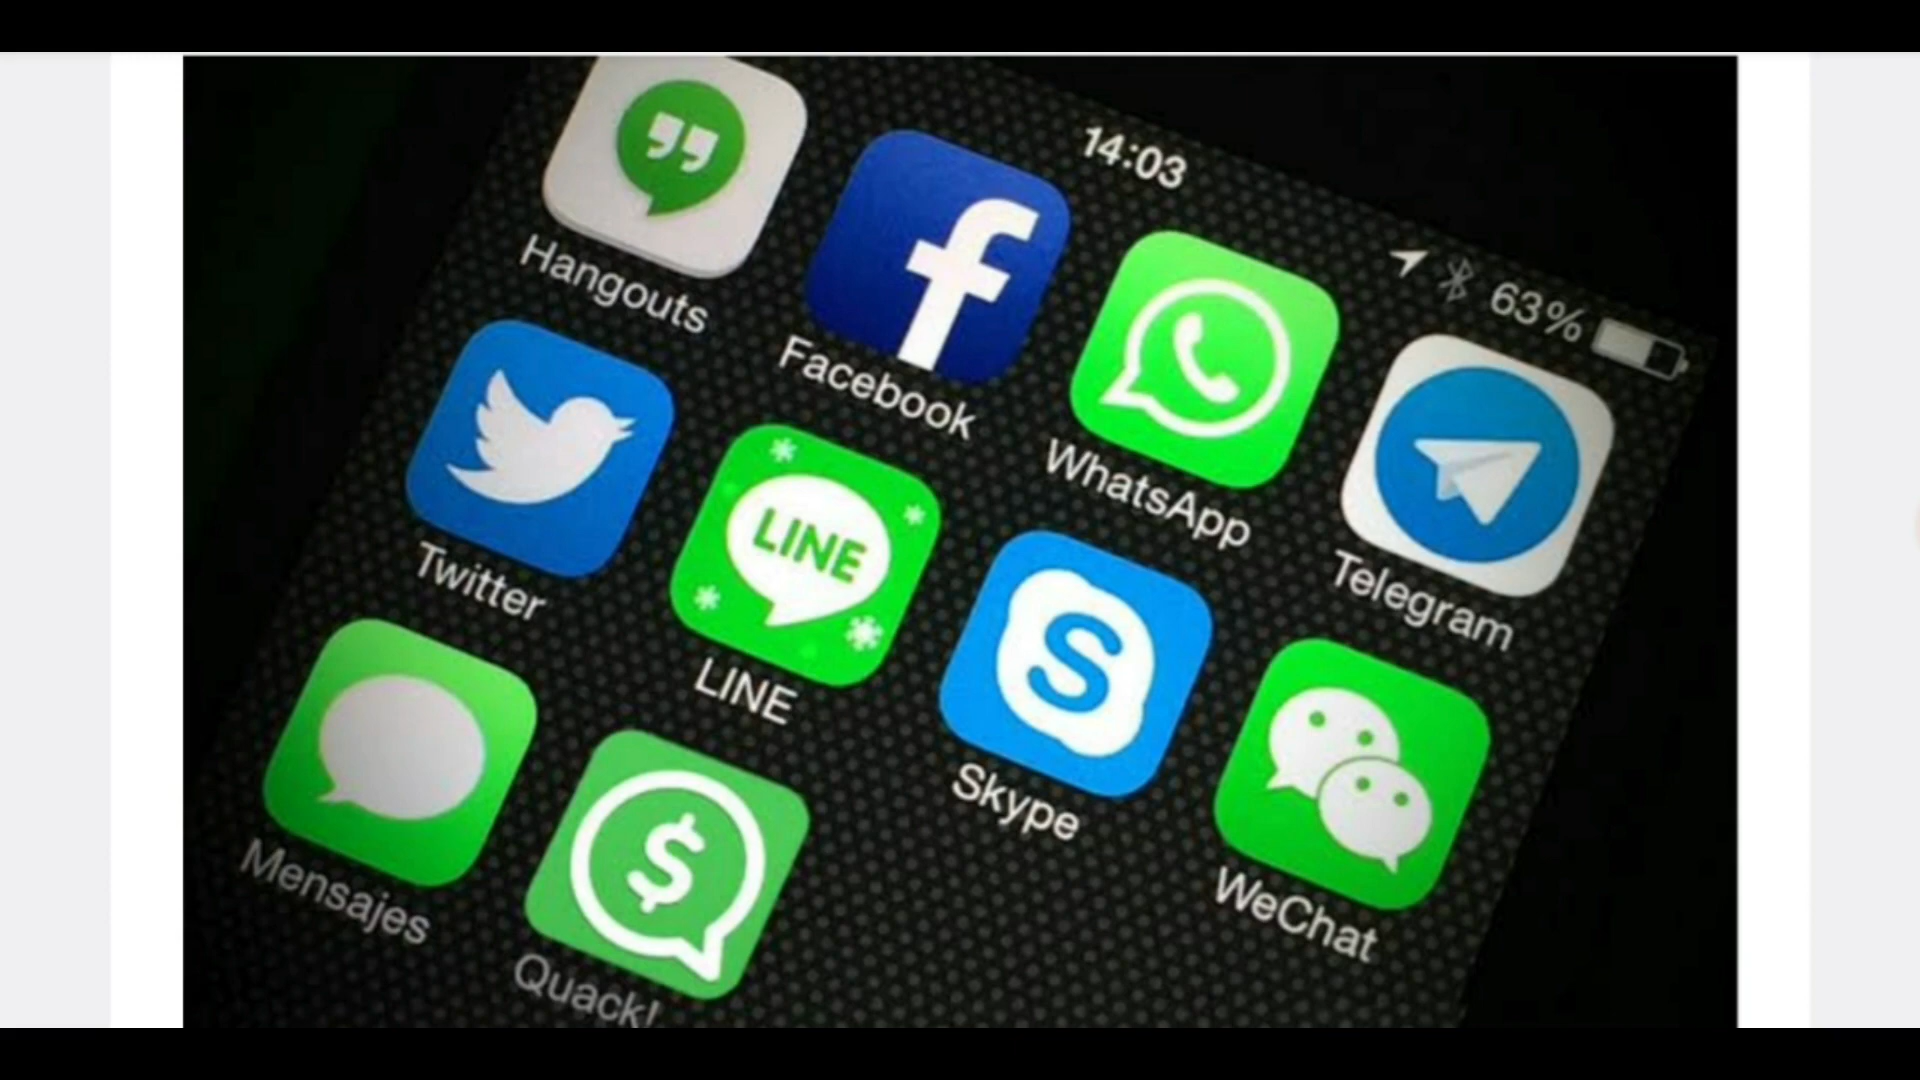 14:03
63%
Hangouts
Facebook
WhatsApp
Telegram
Twitter
LINE
LINE
S
Skype
WeChat
Mensajes
$
Quack!